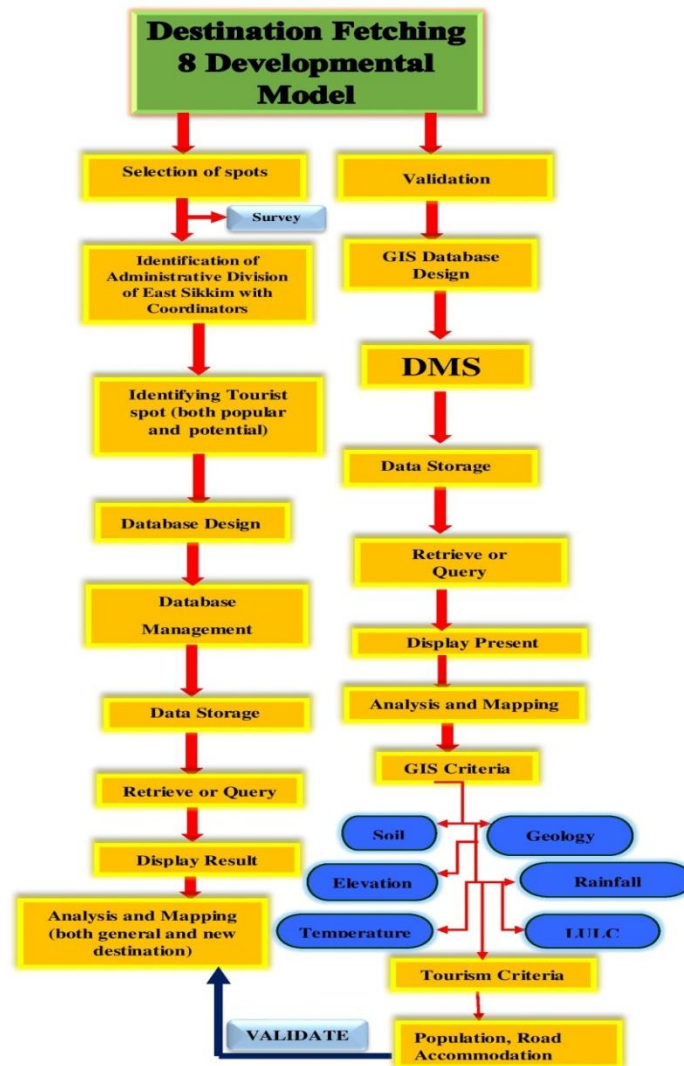 Destination Fetching
8 Developmental
Model
Selection of spots
Survey
Identification of
Administrative Division
of East Sikkim with
Coordinators
Identifying Tourist
spot (both popular
and potential)
Database Design
Database
Management
Data Storage
Retrieve or Query
Display Result
Analysis and Mapping
(both general and new
destination)
Validation
GIS Database
Design
DMS
Data Storage
Retrieve or
Query
Display Present
Analysis and Mapping
GIS Criteria
Soil
Geology
Elevation
Rainfall
Temperature
LULC
Tourism Criteria
Population, Road
Accommodation
VALIDATE